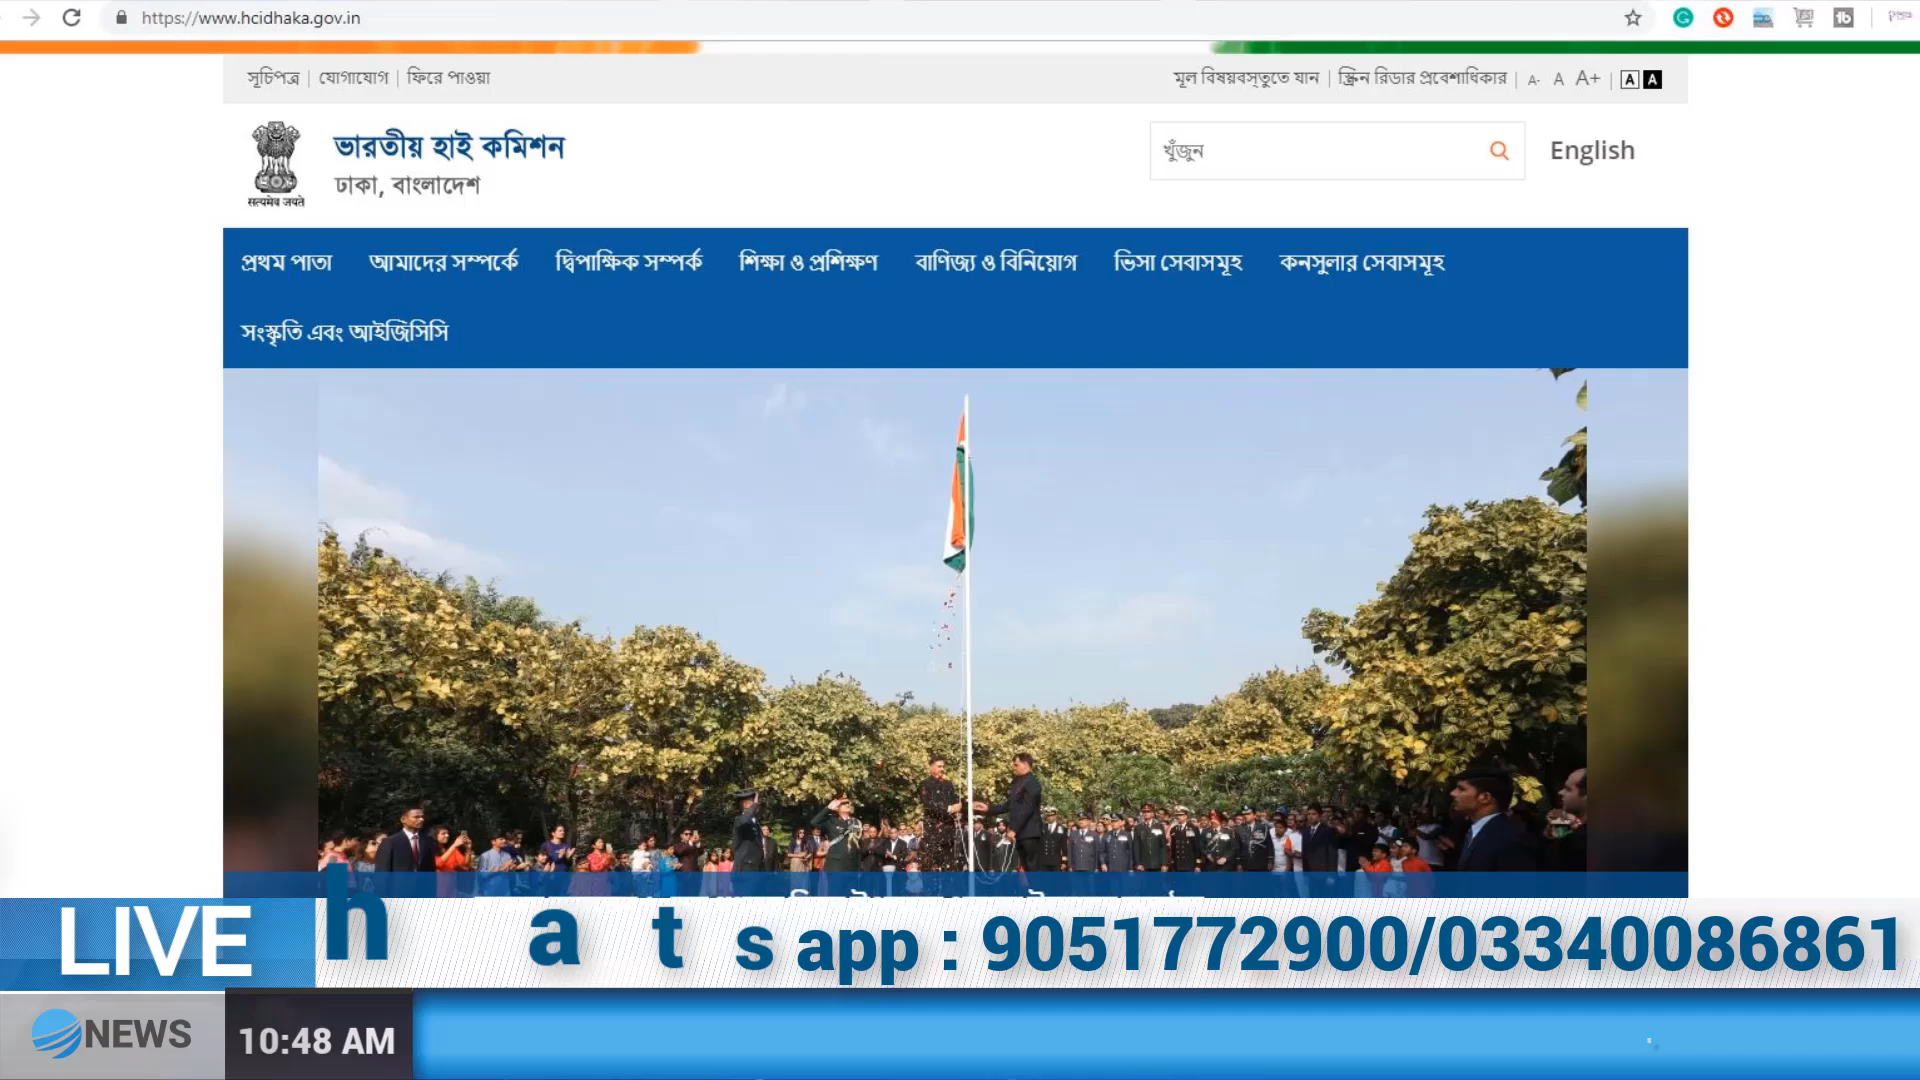 https://www.hcidhaka.gov.in
সূচিপত্র | যোগাযোগ | ফিরে পাওয়া
মূল বিষয়বস্তুতে যান | স্ক্রিন রিডার প্রবেশাধিকার | A- A A+ | A A
ভারতীয় হাই কমিশন
ঢাকা, বাংলাদেশ
सत्यमेव जयते
খুঁজুন
English
প্রথম পাতা আমাদের সম্পর্কে দ্বিপাক্ষিক সম্পর্ক শিক্ষা ও প্রশিক্ষণ বাণিজ্য ও বিনিয়োগ ভিসা সেবাসমূহ কনসুলার সেবাসমূহ
সংস্কৃতি এবং আইজিসিসি
LIVE
hats app : 9051772900/03340086861
NEWS
10:48 AM